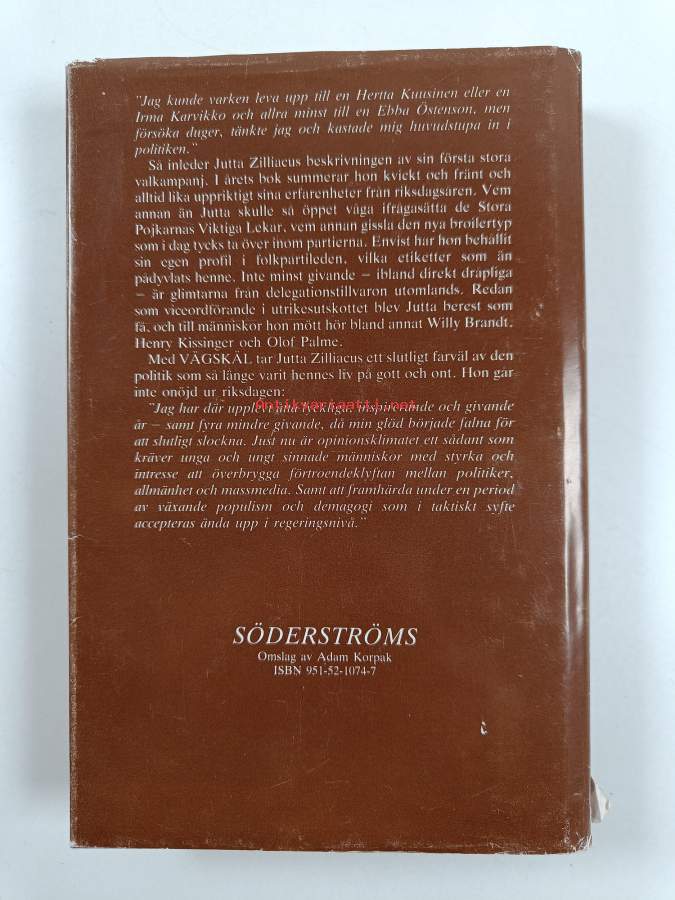 "Jag kunde varken leva upp till en Hertta Kuusinen eller en
Irma Karvikko och allra minst till en Ebba Östenson, men
försöka duger, tänkte jag och kastade mig huvudstupa in i
politiken."
Så inleder Jutta Zilliacus beskrivningen av sin första stora
valkampanj. I årets bok summerar hon kvickt och fränt och
alltid lika uppriktigt sina erfarenheter från riksdagsåren. Vem
annan än Jutta skulle så öppet våga ifrågasätta de Stora
Pojkarnas Viktiga Lekar, vem annan gissla den nya broilertyp
som i dag tycks ta över inom partierna. Envist har hon behållit
sin egen profil i folkpartileden, vilka etiketter som än
pådyvlats henne. Inte minst givande – ibland direkt dråpliga
– är glimtarna från delegationstillvaron utomlands. Redan
som viceordförande i utrikesutskottet blev Jutta berest som
få, och till människor hon mött hör bland annat Willy Brandt,
Henry Kissinger och Olof Palme.
Med VÄGSKÄL tar Jutta Zilliacus ett slutligt farväl av den
politik som så länge varit hennes liv på gott och ont. Hon går
inte onöjd ur riksdagen:
"Jag har där upplevt lyckliga, inspirerande och givande
år – samt fyra mindre givande, då min glöd började falna för
att slutligt slockna. Just nu är opinionsklimatet ett sådant som
kräver unga och ungt sinnade människor med styrka och
intresse att överbrygga förtroendeklyftan mellan politiker,
allmänhet och massmedia. Samt att framhärda under en period
av växande populism och demagogi som i taktiskt syfte
accepteras ända upp i regeringsnivå."
Antikvariaatti.net
SÖDERSTRÖMS
Omslag av Adam Korpak
ISBN 951-52-1074-7